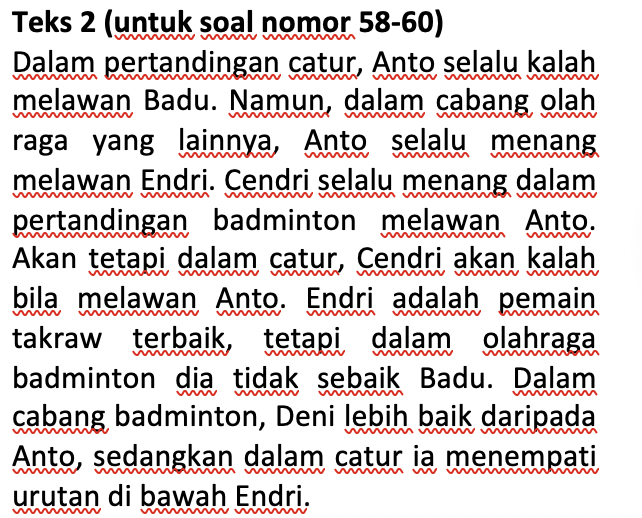 Teks 2 (untuk soal nomor 58-60)
Dalam pertandingan catur, Anto selalu kalah
melawan Badu. Namun, dalam cabang olah
raga yang lainnya, Anto selalu menang
melawan Endri. Cendri selalu menang dalam
pertandingan badminton melawan Anto.
Akan tetapi dalam catur, Cendri akan kalah
bila melawan Anto. Endri adalah pemain
takraw terbaik, tetapi dalam olahraga
badminton dia tidak sebaik Badu. Dalam
cabang badminton, Deni lebih baik daripada
Anto, sedangkan dalam catur ia menempati
urutan di bawah Endri.